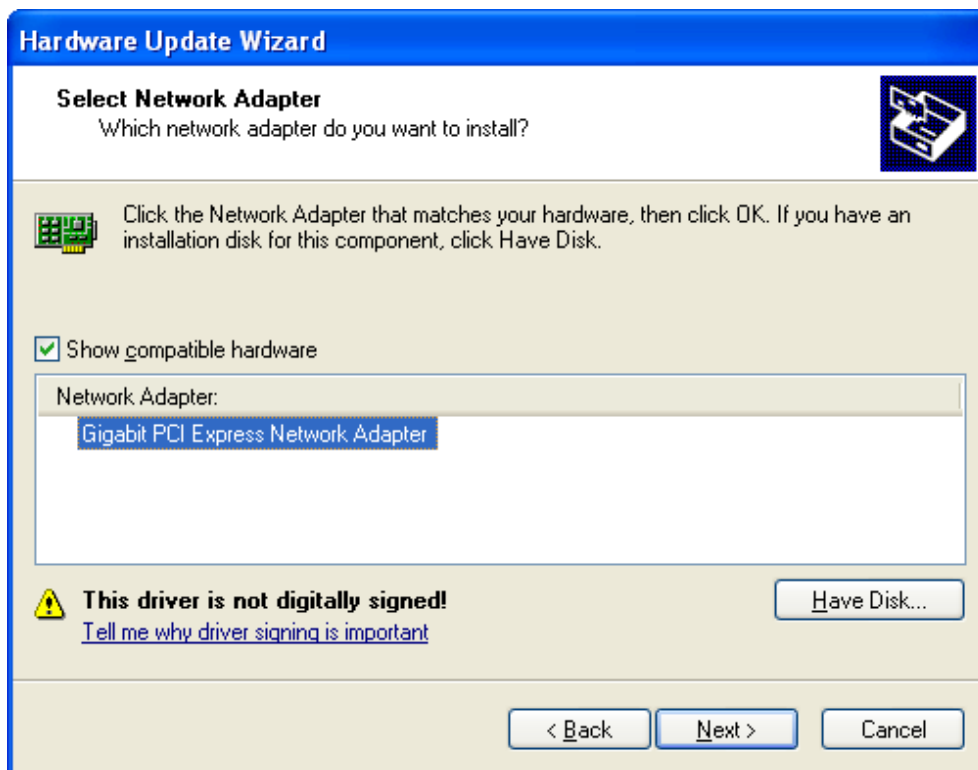 Hardware Update Wizard
Select Network Adapter
Which network adapter do you want to install?
Click the Network Adapter that matches your hardware, then click OK. If you have an
installation disk for this component, click Have Disk.
Show compatible hardware
Network Adapter:
Gigabit PCI Express Network Adapter
This driver is not digitally signed!
Have Disk...
Tell me why driver signing is important
< Back
Next >
Cancel